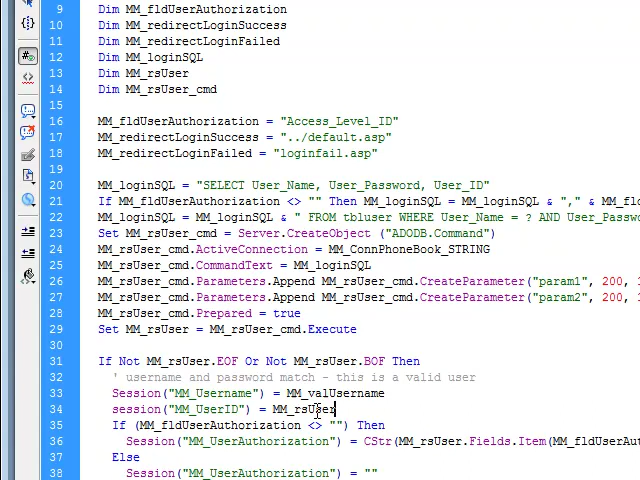 9 Dim MM_fldUserAuthorization
10 Dim MM_redirectLoginSuccess
11 Dim MM_redirectLoginFailed
12 Dim MM_loginSQL
13 Dim MM_rsUser
14 Dim MM_rsUser_cmd
15
16 MM_fldUserAuthorization = "Access_Level_ID"
17 MM_redirectLoginSuccess = "../default.asp"
18 MM_redirectLoginFailed = "loginfail.asp"
19
20 MM_loginSQL = "SELECT User_Name, User_Password, User_ID"
21 If MM_fldUserAuthorization <> "" Then MM_loginSQL = MM_loginSQL & "," & MM_fl
22 MM_loginSQL = MM_loginSQL & " FROM tbluser WHERE User_Name = ? AND User_Passw
23 Set MM_rsUser_cmd = Server.CreateObject ("ADODB.Command")
24 MM_rsUser_cmd.ActiveConnection = MM_ConnPhoneBook_STRING
25 MM_rsUser_cmd.CommandText = MM_loginSQL
26 MM_rsUser_cmd.Parameters.Append MM_rsUser_cmd.CreateParameter("param1", 200, 1
27 MM_rsUser_cmd.Parameters.Append MM_rsUser_cmd.CreateParameter("param2", 200, 1
28 MM_rsUser_cmd.Prepared = true
29 Set MM_rsUser = MM_rsUser_cmd.Execute
30
31 If Not MM_rsUser.EOF Or Not MM_rsUser.BOF Then
32 ' username and password match - this is a valid user
33 Session("MM_Username") = MM_valUsername
34 session("MM_UserID") = MM_rsUser
35 If (MM_fldUserAuthorization <> "") Then
36 Session("MM_UserAuthorization") = CStr(MM_rsUser.Fields.Item(MM_fldUserAut
37 Else
38 Session("MM_UserAuthorization") = ""